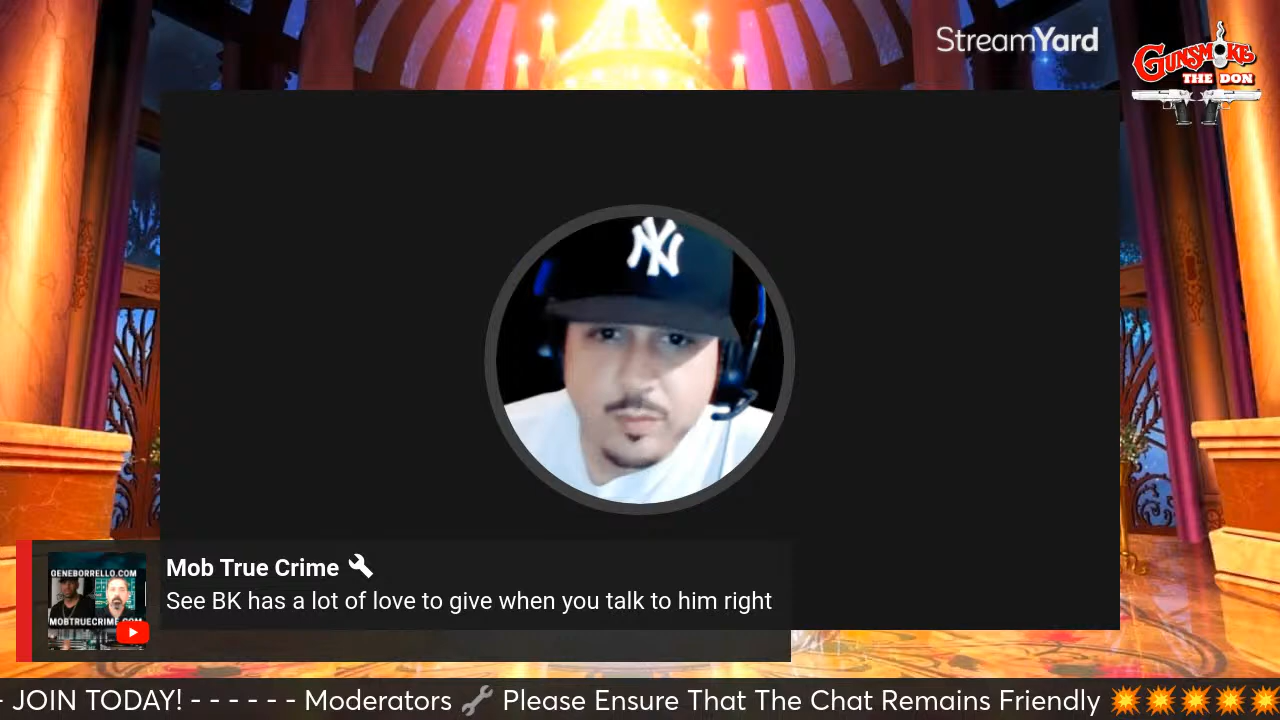 StreamYard
GUNSMOKE
THE DON
NY
GENEBORRELLO.COM
MOBTRUECRIME.COM
Mob True Crime
See BK has a lot of love to give when you talk to him right
- JOIN TODAY! - - - - - - Moderators 🔧 Please Ensure That The Chat Remains Friendly 💥💥💥💥💥